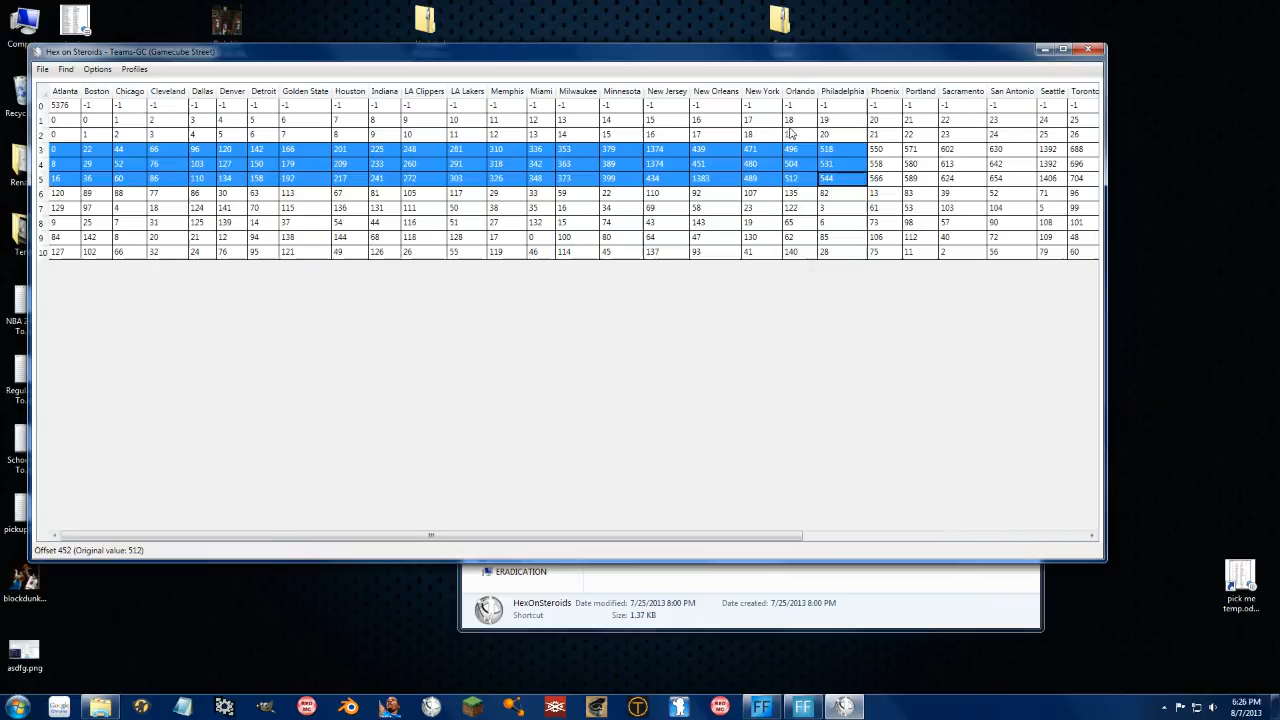 Comp
Hex on Steroids - Teams-GC (Gamecube Street)
File Find Options Profiles
Atlanta Boston Chicago Cleveland Dallas Denver Detroit Golden State Houston Indiana LA Clippers LA Lakers Memphis Miami Milwaukee Minnesota New Jersey New Orleans New York Orlando Philadelphia Phoenix Portland Sacramento San Antonio Seattle Toronto
0 5376 -1 -1 -1 -1 -1 -1 -1 -1 -1 -1 -1 -1 -1 -1 -1 -1 -1 -1 -1 -1 -1 -1 -1 -1 -1 -1
1 0 0 1 2 3 4 5 6 7 8 9 10 11 12 13 14 15 16 17 18 19 20 21 22 23 24 25
2 0 1 2 3 4 5 6 7 8 9 10 11 12 13 14 15 16 17 18 20 21 22 23 24 25 26
3 0 22 44 66 96 120 142 166 201 225 248 281 310 336 353 379 1374 439 471 496 518 550 571 602 630 1392 688
4 8 29 52 76 103 127 150 179 209 233 260 291 318 342 363 389 1374 451 480 504 531 558 580 613 642 1392 696
5 16 36 60 86 110 134 158 192 217 241 272 303 326 348 373 399 434 1383 489 512 544 566 589 624 654 1406 704
6 120 89 88 77 86 30 63 113 67 81 105 117 29 33 59 22 110 92 107 135 82 13 83 39 52 71 96
7 129 97 4 18 124 141 70 115 136 131 111 50 38 35 16 34 69 58 23 122 3 61 53 103 104 5 99
8 9 25 7 31 125 139 14 37 54 44 116 51 27 132 15 74 43 143 19 65 6 73 98 57 90 108 101
9 84 142 8 20 21 12 94 138 144 68 118 128 17 0 100 80 64 47 130 62 85 106 112 40 72 109 48
10 127 102 66 32 24 76 95 121 49 126 26 55 119 46 114 45 137 93 41 140 28 75 11 2 56 79 60
Offset 452 (Original value: 512)
ERADICATION
HexOnSteroids Date modified: 7/25/2013 8:00 PM Date created: 7/25/2013 8:00 PM
Shortcut Size: 1.37 KB
NBA 2
To...
Regul
To...
pickup
blockdunk...
asdfg.png
pick me
temp.od...
6:26 PM
8/7/2013